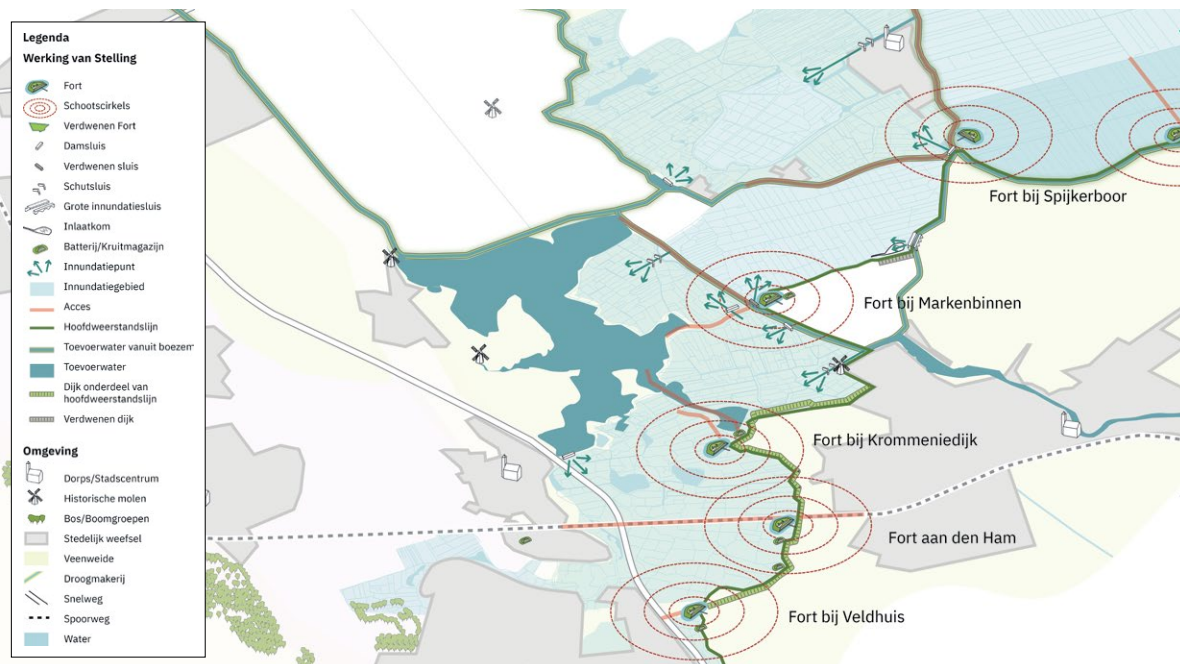 Legenda
Werking van Stelling
Fort
Schootscirkels
Verdwenen Fort
Damsluis
Verdwenen sluis
Schutsluis
Grote innundatiesluis
Inlaatkom
Batterij/Kruitmagazijn
Innundatiepunt
Innundatiegebied
Acces
Hoofdweerstandslijn
Toevoerwater vanuit boezem
Toevoerwater
Dijk onderdeel van
hoofdweerstandslijn
Verdwenen dijk
Omgeving
Dorps/Stadscentrum
Historische molen
Bos/Boomgroepen
Stedelijk weefsel
Veenweide
Droogmakerij
Snelweg
Spoorweg
Water
Fort bij Spijkerboor
Fort bij Markenbinnen
Fort bij Krommeniedijk
Fort aan den Ham
Fort bij Veldhuis